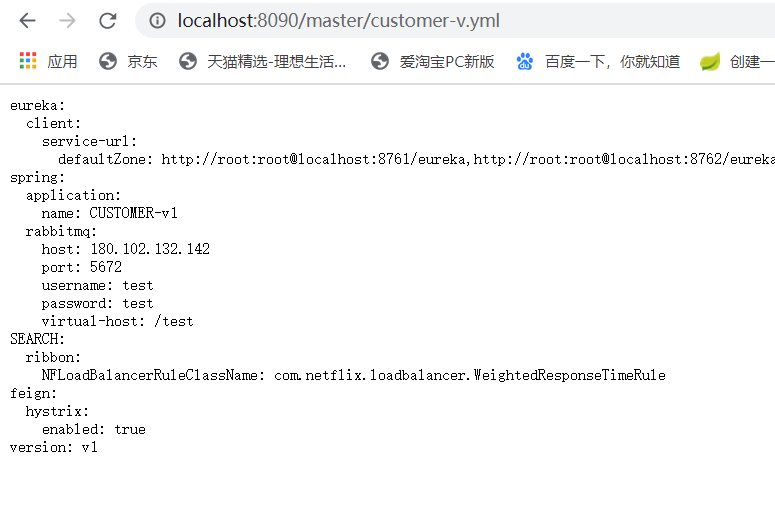 localhost:8090/master/customer-v.yml
应用 京东 天猫精选-理想生活... 爱淘宝PC新版 百度一下，你就知道 创建一
eureka:
  client:
    service-url:
      defaultZone: http://root:root@localhost:8761/eureka,http://root:root@localhost:8762/eureka
spring:
  application:
    name: CUSTOMER-v1
  rabbitmq:
    host: 180.102.132.142
    port: 5672
    username: test
    password: test
    virtual-host: /test
SEARCH:
  ribbon:
    NFLoadBalancerRuleClassName: com.netflix.loadbalancer.WeightedResponseTimeRule
feign:
  hystrix:
    enabled: true
version: v1